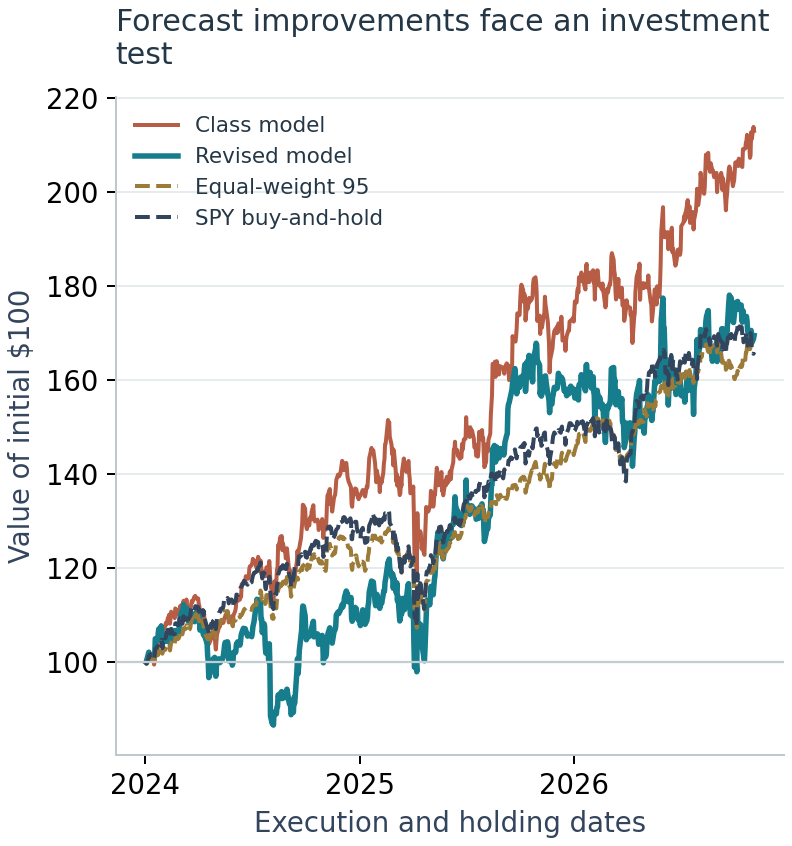 Forecast improvements face an investment
test
220
200
180
160
140
120
100
Class model
Revised model
Equal-weight 95
SPY buy-and-hold
Value of initial $100
2024
2025
2026
Execution and holding dates